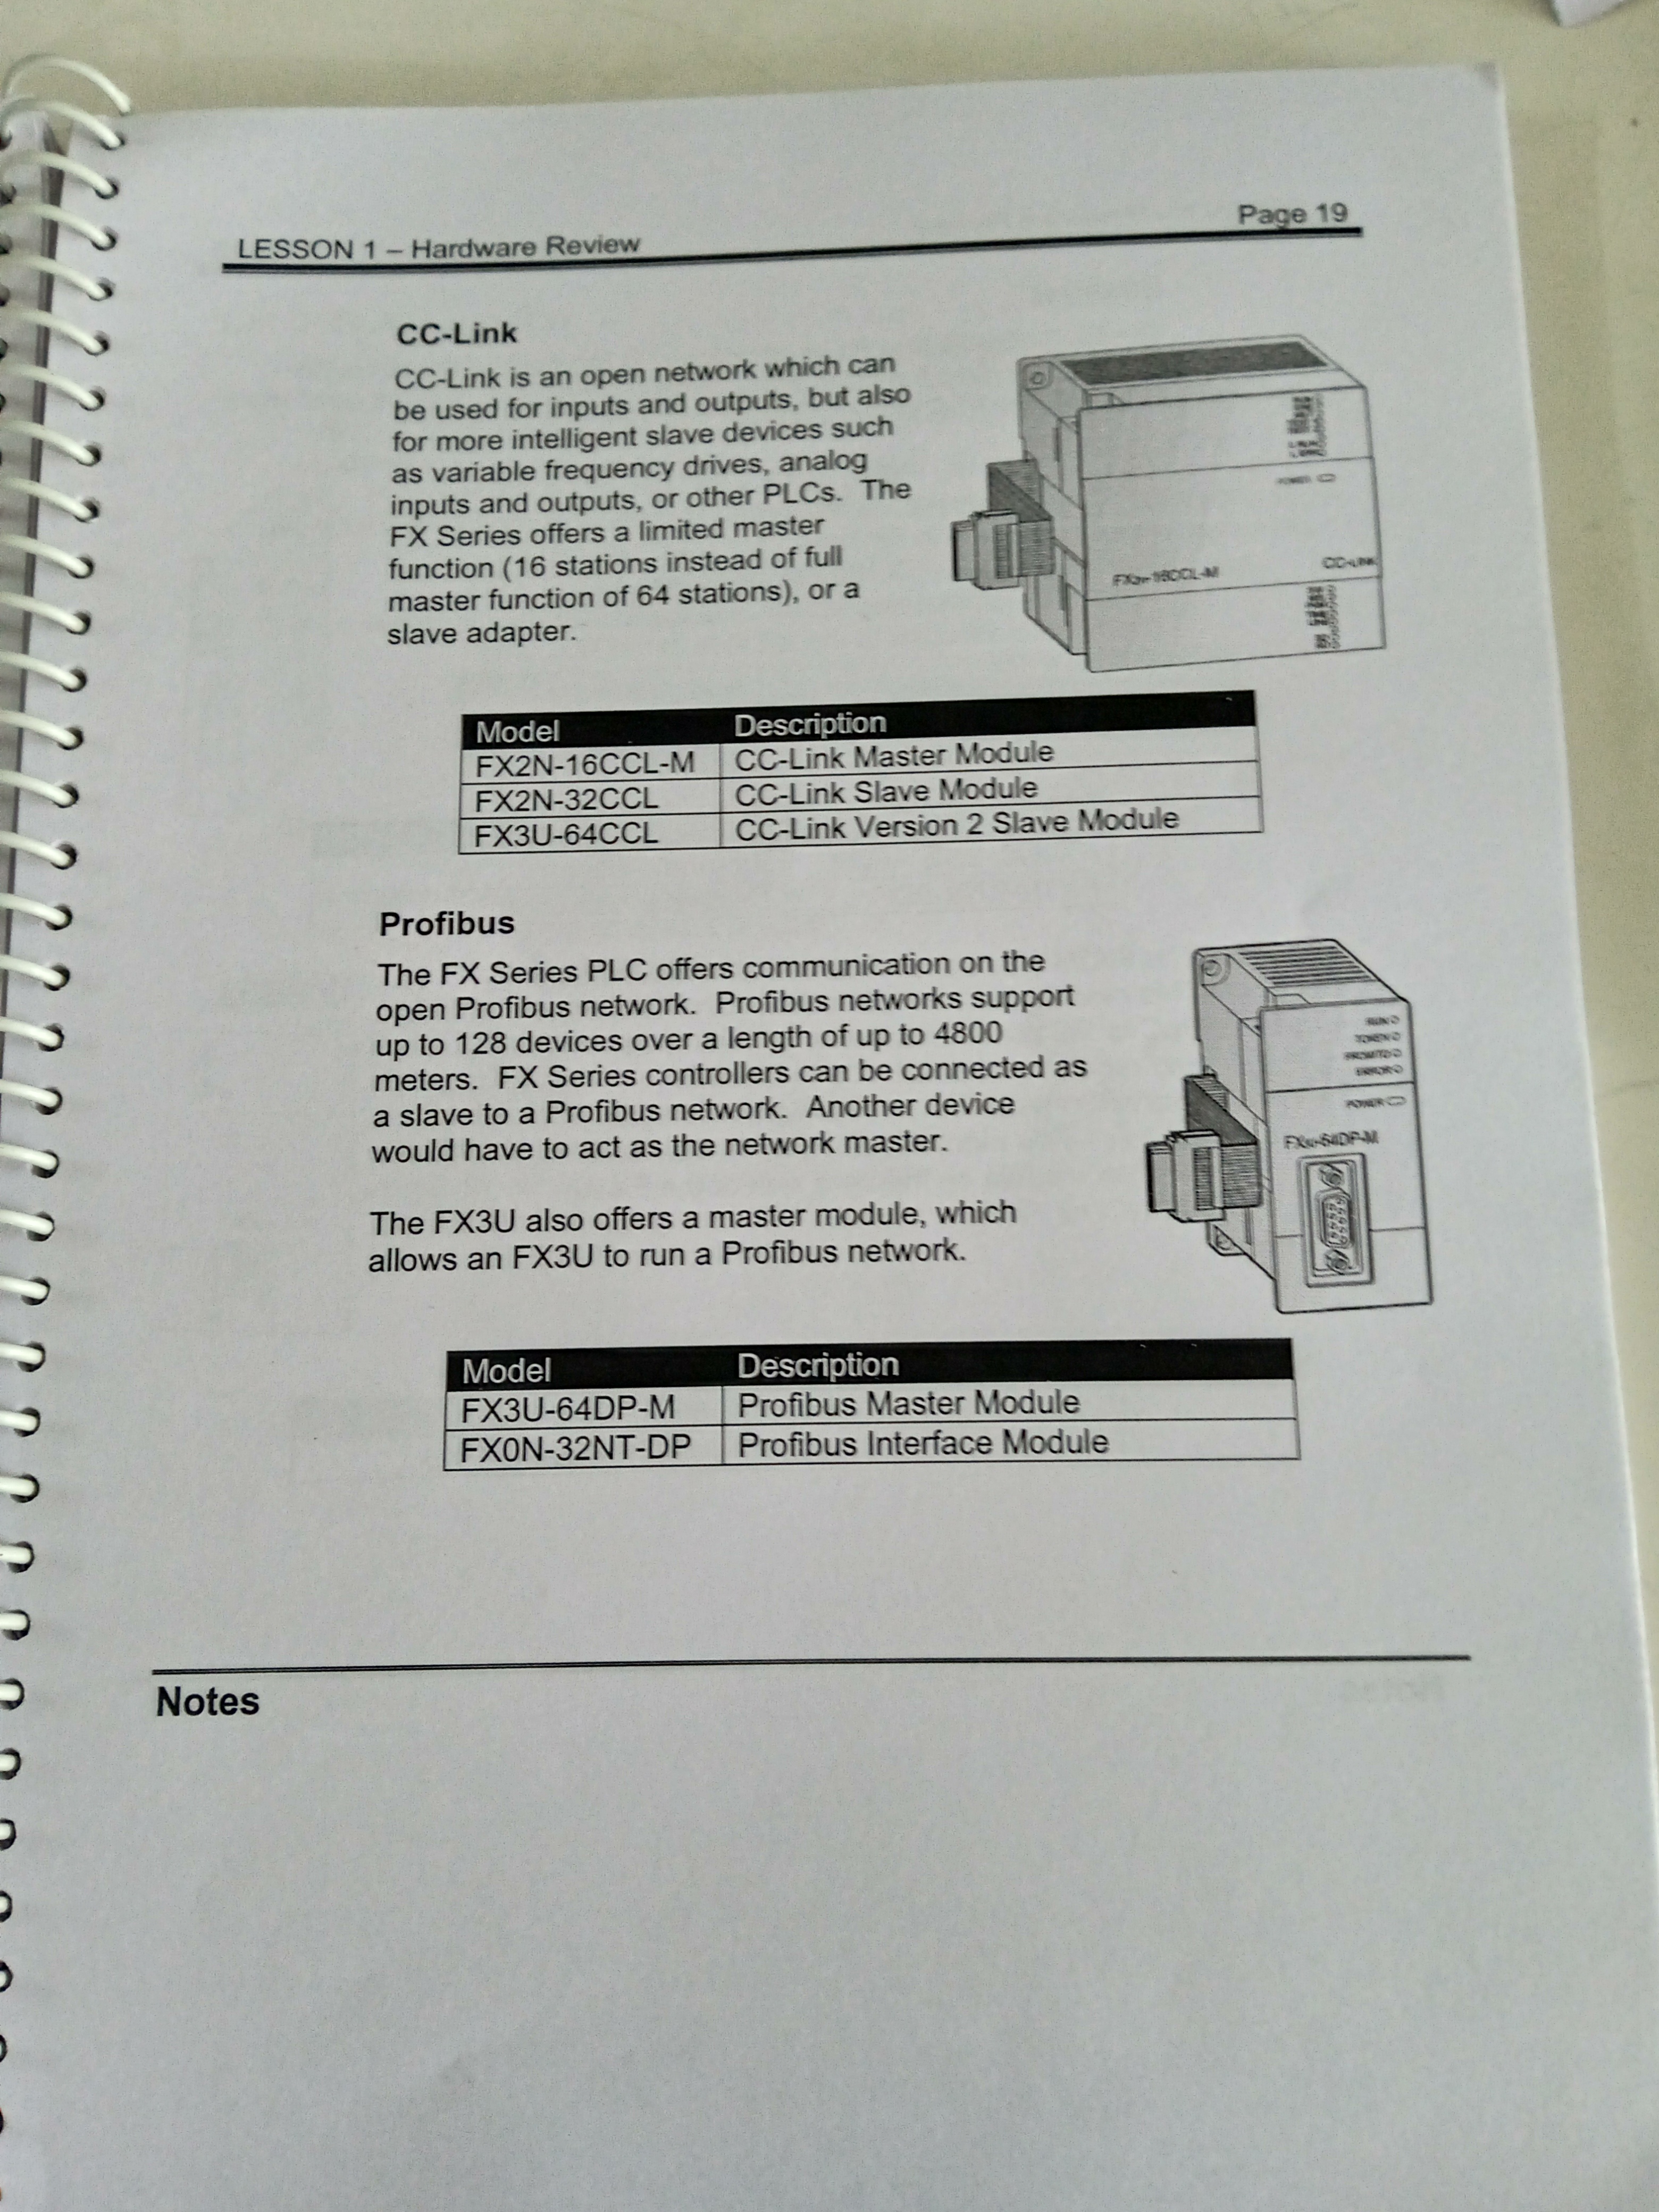 LESSON 1 – Hardware Review
Page 19
CC-Link
CC-Link is an open network which can
be used for inputs and outputs, but also
for more intelligent slave devices such
as variable frequency drives, analog
inputs and outputs, or other PLCs. The
FX Series offers a limited master
function (16 stations instead of full
master function of 64 stations), or a
slave adapter.
POWER
FX2N-16CCL-M
CC-Link
Model Description
FX2N-16CCL-M CC-Link Master Module
FX2N-32CCL CC-Link Slave Module
FX3U-64CCL CC-Link Version 2 Slave Module
Profibus
The FX Series PLC offers communication on the
open Profibus network. Profibus networks support
up to 128 devices over a length of up to 4800
meters. FX Series controllers can be connected as
a slave to a Profibus network. Another device
would have to act as the network master.
The FX3U also offers a master module, which
allows an FX3U to run a Profibus network.
RUN
TOKEN
ERROR
POWER
FX3U-64DP-M
Model Description
FX3U-64DP-M Profibus Master Module
FX0N-32NT-DP Profibus Interface Module
Notes